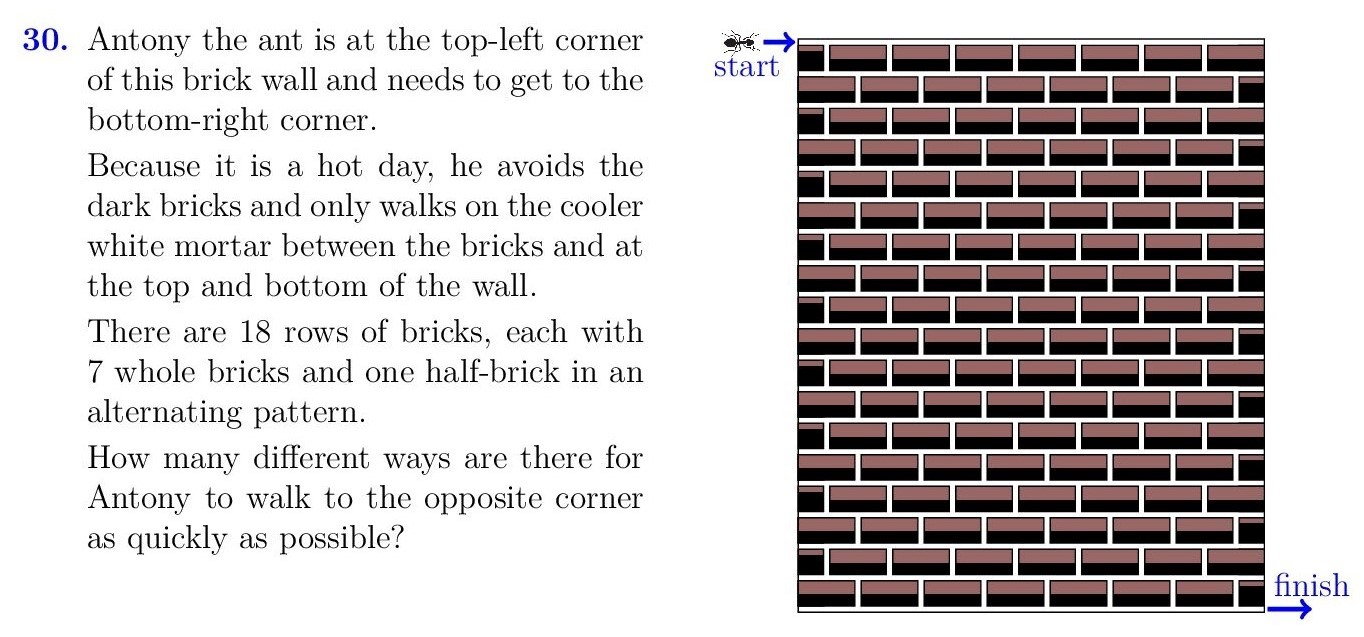 30. Antony the ant is at the top-left corner
of this brick wall and needs to get to the
bottom-right corner.
Because it is a hot day, he avoids the
dark bricks and only walks on the cooler
white mortar between the bricks and at
the top and bottom of the wall.
There are 18 rows of bricks, each with
7 whole bricks and one half-brick in an
alternating pattern.
How many different ways are there for
Antony to walk to the opposite corner
as quickly as possible?
start
finish